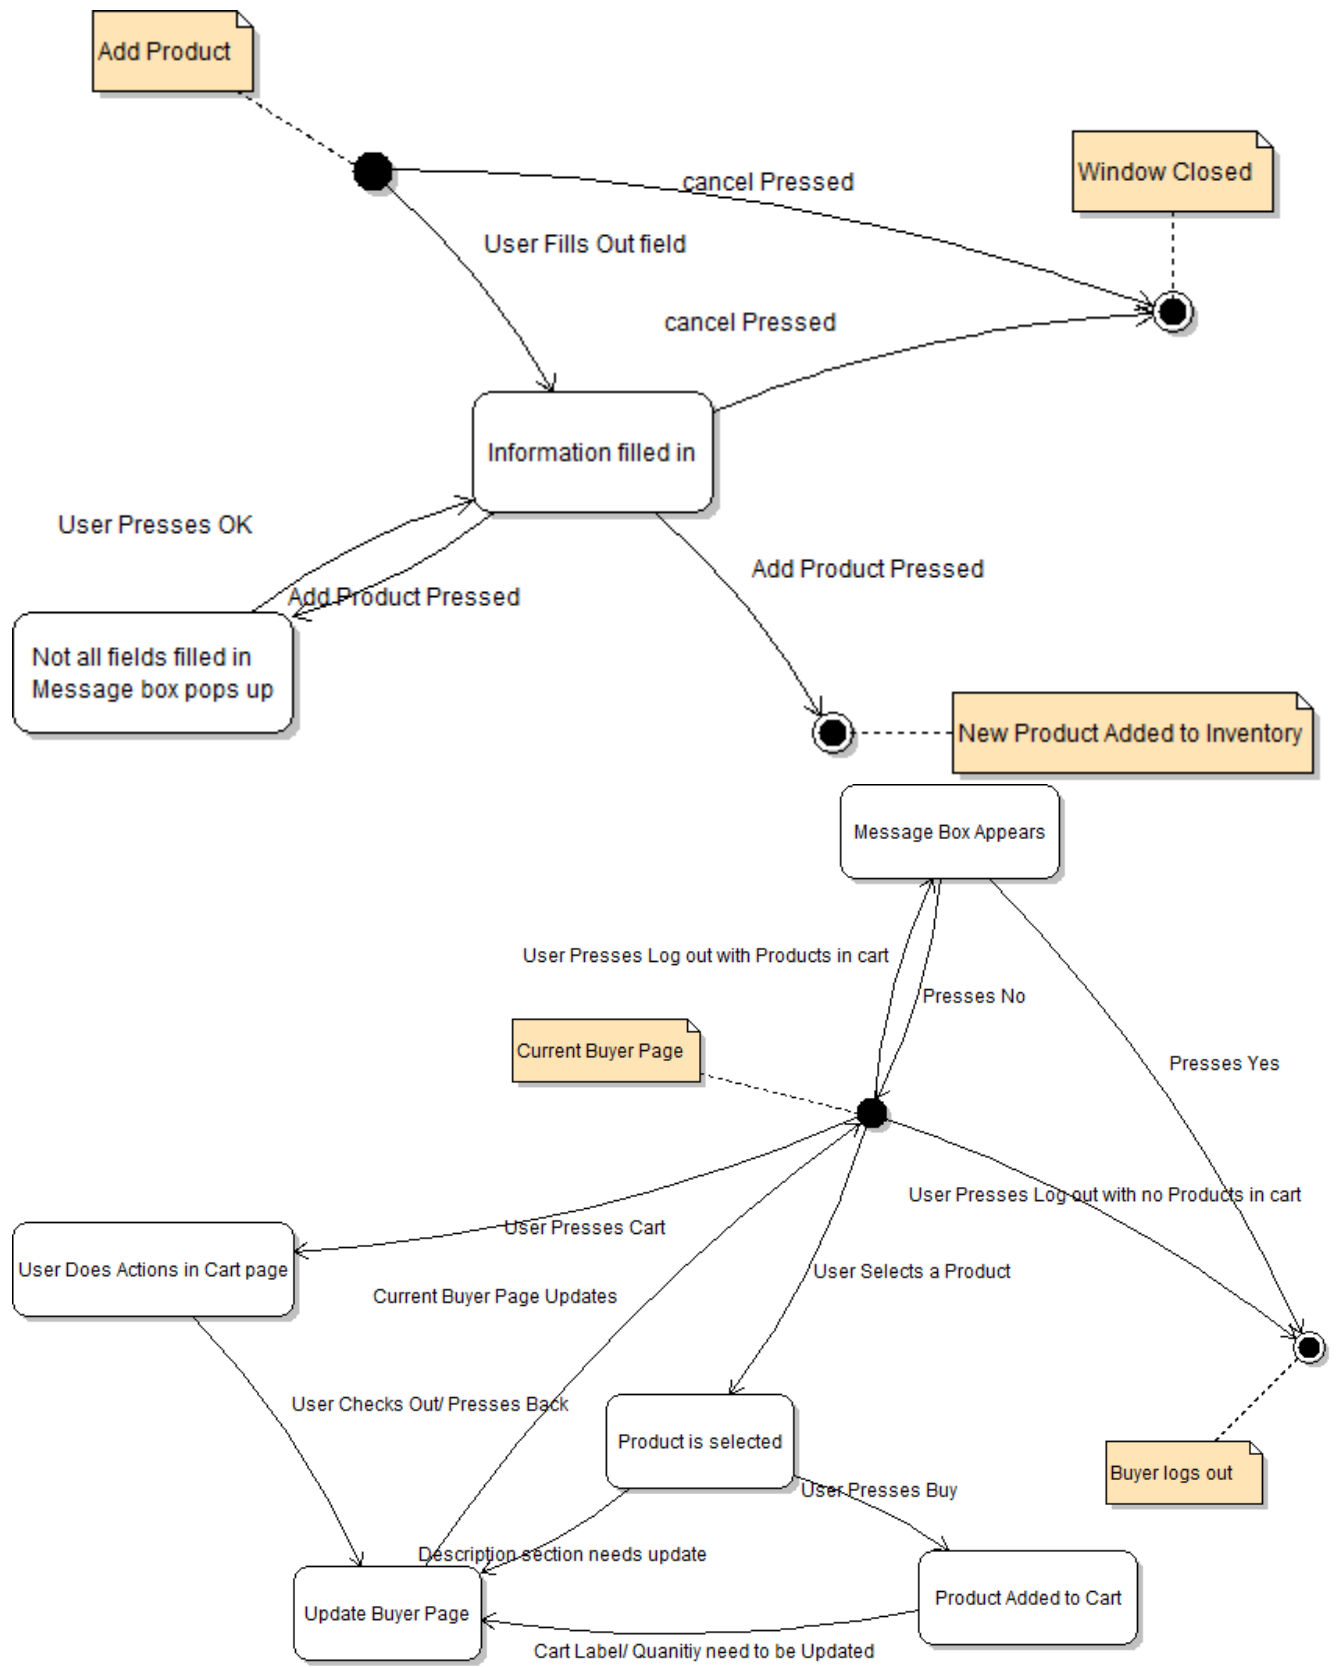 Add Product
cancel Pressed
Window Closed
User Fills Out field
cancel Pressed
Information filled in
User Presses OK
Add Product Pressed
Add Product Pressed
Not all fields filled in
Message box pops up
New Product Added to Inventory
Message Box Appears
User Presses Log out with Products in cart
Presses No
Current Buyer Page
Presses Yes
User Presses Log out with no Products in cart
User Presses Cart
User Does Actions in Cart page
User Selects a Product
Current Buyer Page Updates
User Checks Out/ Presses Back
Product is selected
Buyer logs out
User Presses Buy
Description section needs update
Product Added to Cart
Update Buyer Page
Cart Label/ Quanitiy need to be Updated